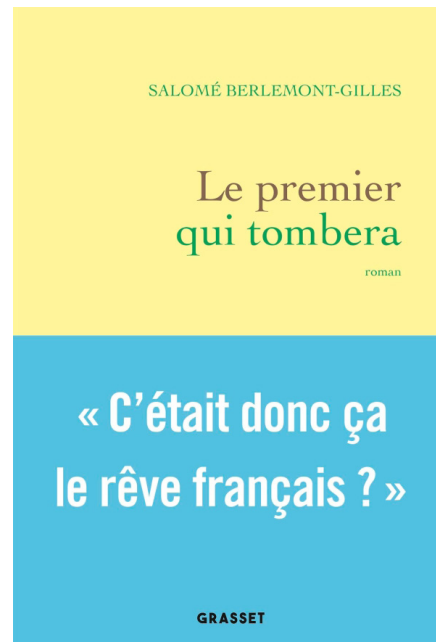 SALOMÉ BERLEMONT-GILLES
Le premier
qui tombera
roman
« C'était donc ça
le rêve français ? »
GRASSET